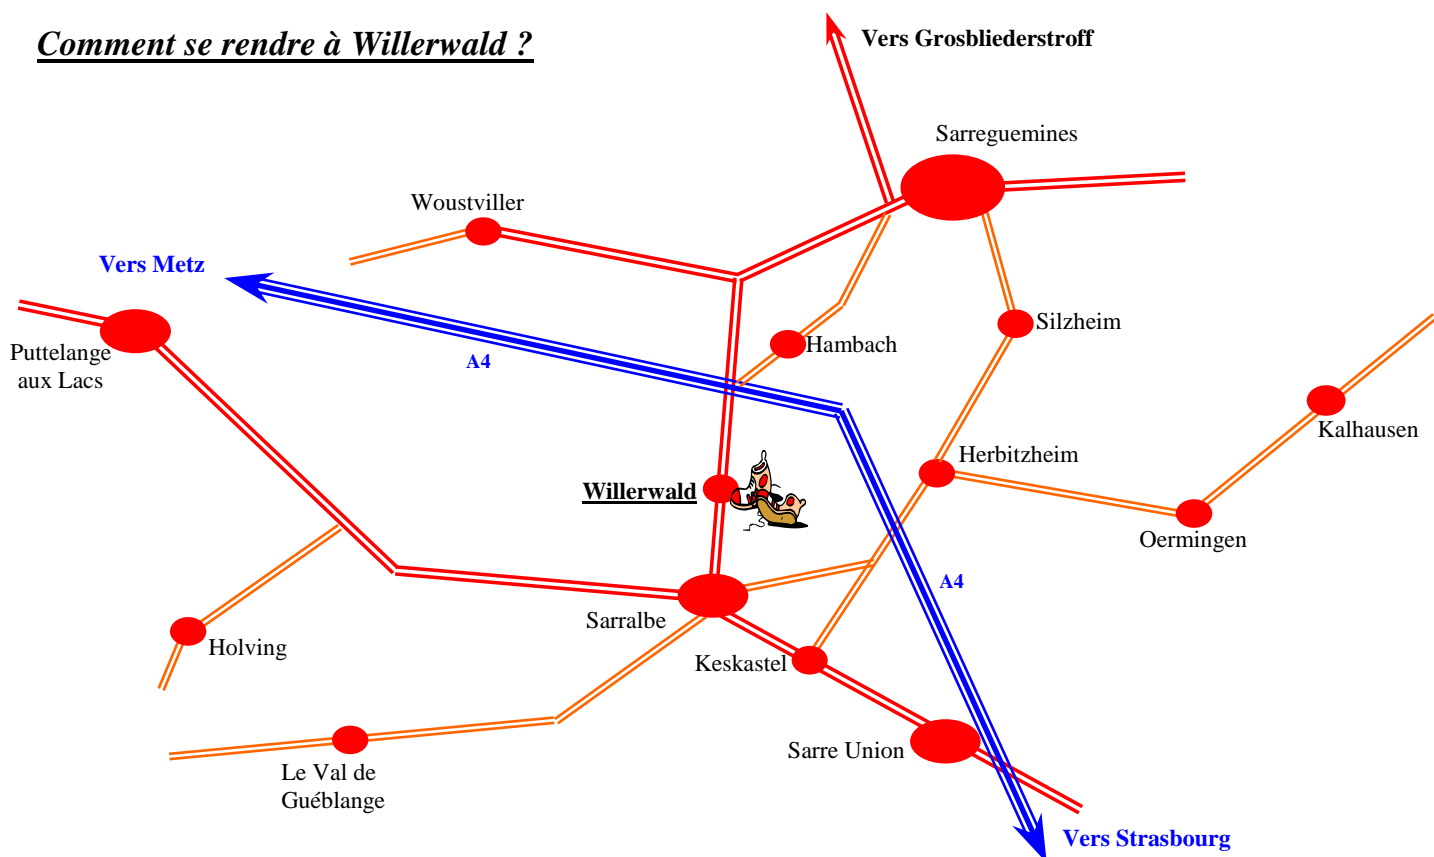 Comment se rendre à Willerwald ?
Vers Grosbliederstroff
Sarreguemines
Woustviller
Vers Metz
Silzheim
Hambach
Puttelange
aux Lacs
A4
Kalhausen
Herbitzheim
Willerwald
Oermingen
A4
Sarralbe
Holving
Keskastel
Sarre Union
Le Val de
Guéblange
Vers Strasbourg